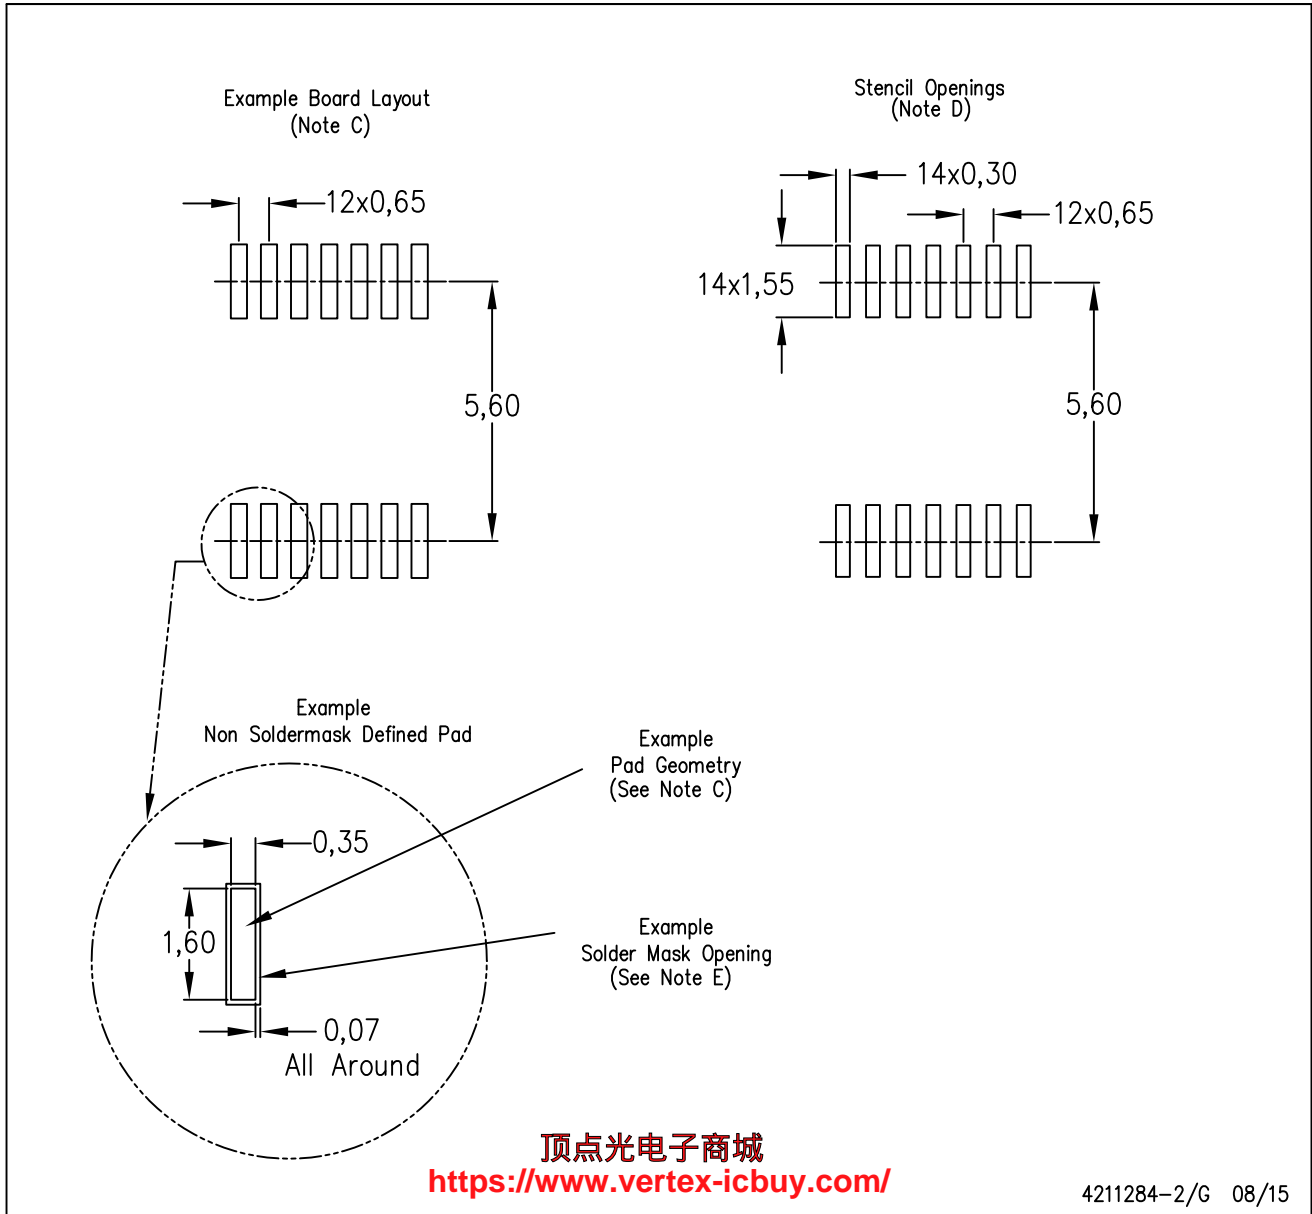 Example Board Layout
(Note C)
12x0,65
5,60
Stencil Openings
(Note D)
14x0,30
12x0,65
14x1,55
5,60
Example
Non Soldermask Defined Pad
0,35
1,60
0,07
All Around
Example
Pad Geometry
(See Note C)
Example
Solder Mask Opening
(See Note E)
顶点光电子商城
https://www.vertex-icbuy.com/
4211284-2/G 08/15